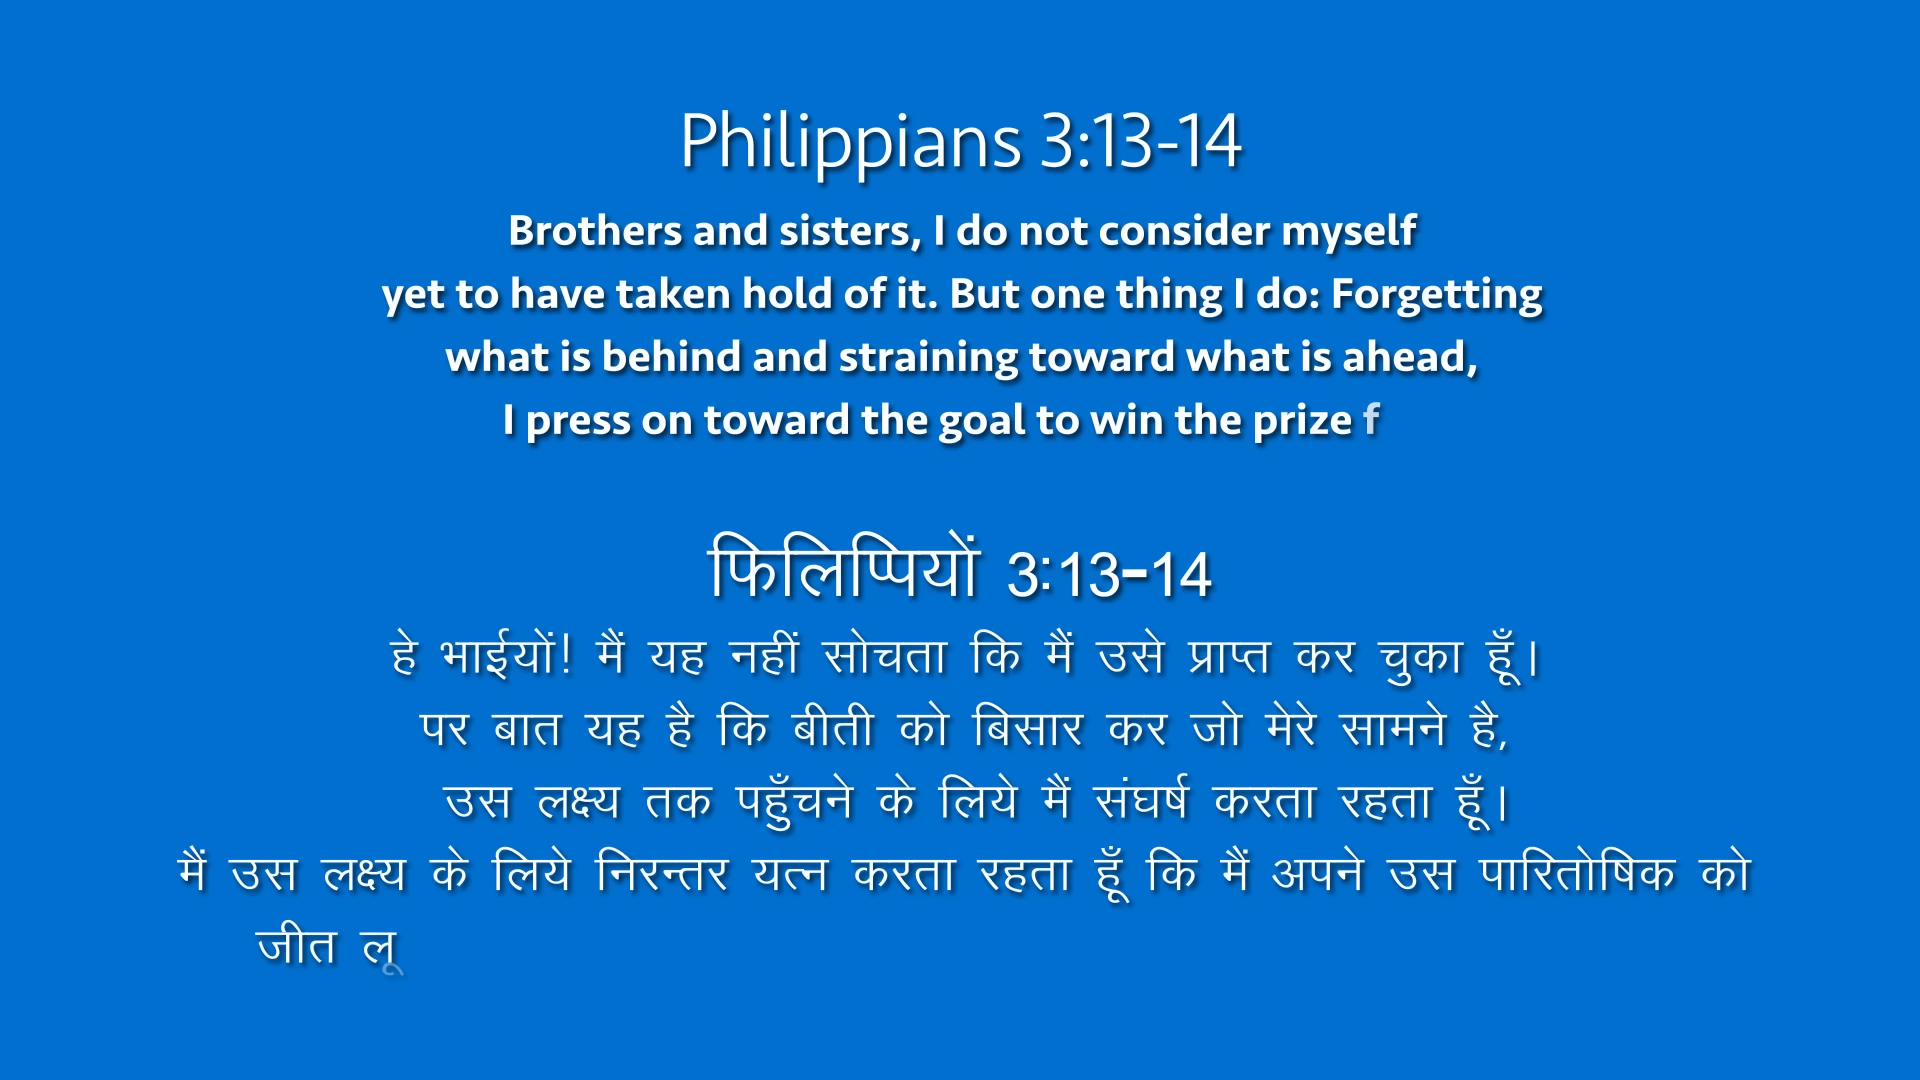 Philippians 3:13-14
Brothers and sisters, I do not consider myself
yet to have taken hold of it. But one thing I do: Forgetting
what is behind and straining toward what is ahead,
I press on toward the goal to win the prize f
फिलिप्पियों 3:13-14
हे भाईयों! मैं यह नहीं सोचता कि मैं उसे प्राप्त कर चुका हूँ।
पर बात यह है कि बीती को बिसार कर जो मेरे सामने है,
उस लक्ष्य तक पहुँचने के लिये मैं संघर्ष करता रहता हूँ।
मैं उस लक्ष्य के लिये निरन्तर यत्न करता रहता हूँ कि मैं अपने उस पारितोषिक को
जीत लू